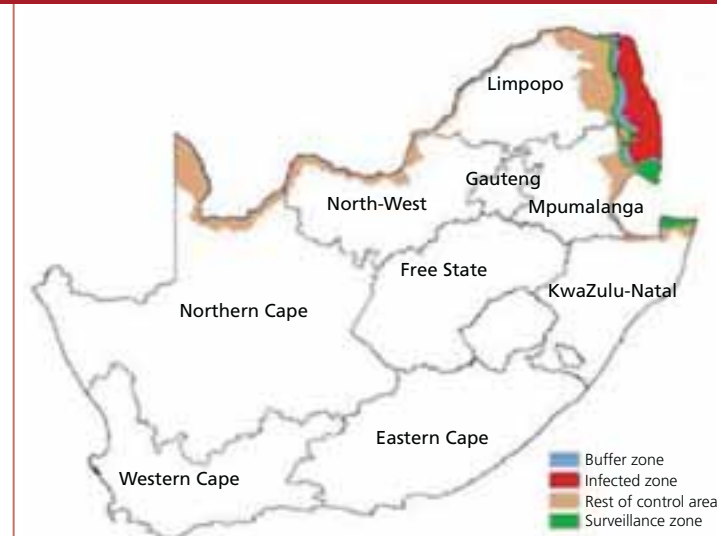 Limpopo
Gauteng
North-West
Mpumalanga
Free State
KwaZulu-Natal
Northern Cape
Eastern Cape
Western Cape
Buffer zone
Infected zone
Rest of control area
Surveillance zone